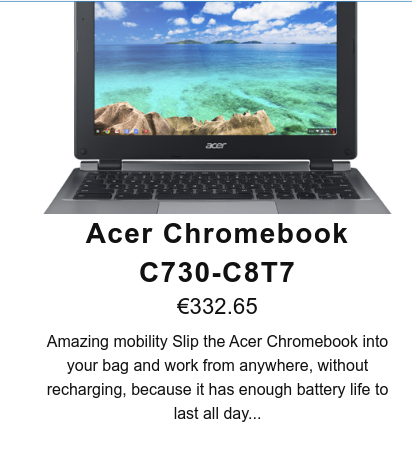 acer
Acer Chromebook
C730-C8T7
€332.65
Amazing mobility Slip the Acer Chromebook into
your bag and work from anywhere, without
recharging, because it has enough battery life to
last all day...